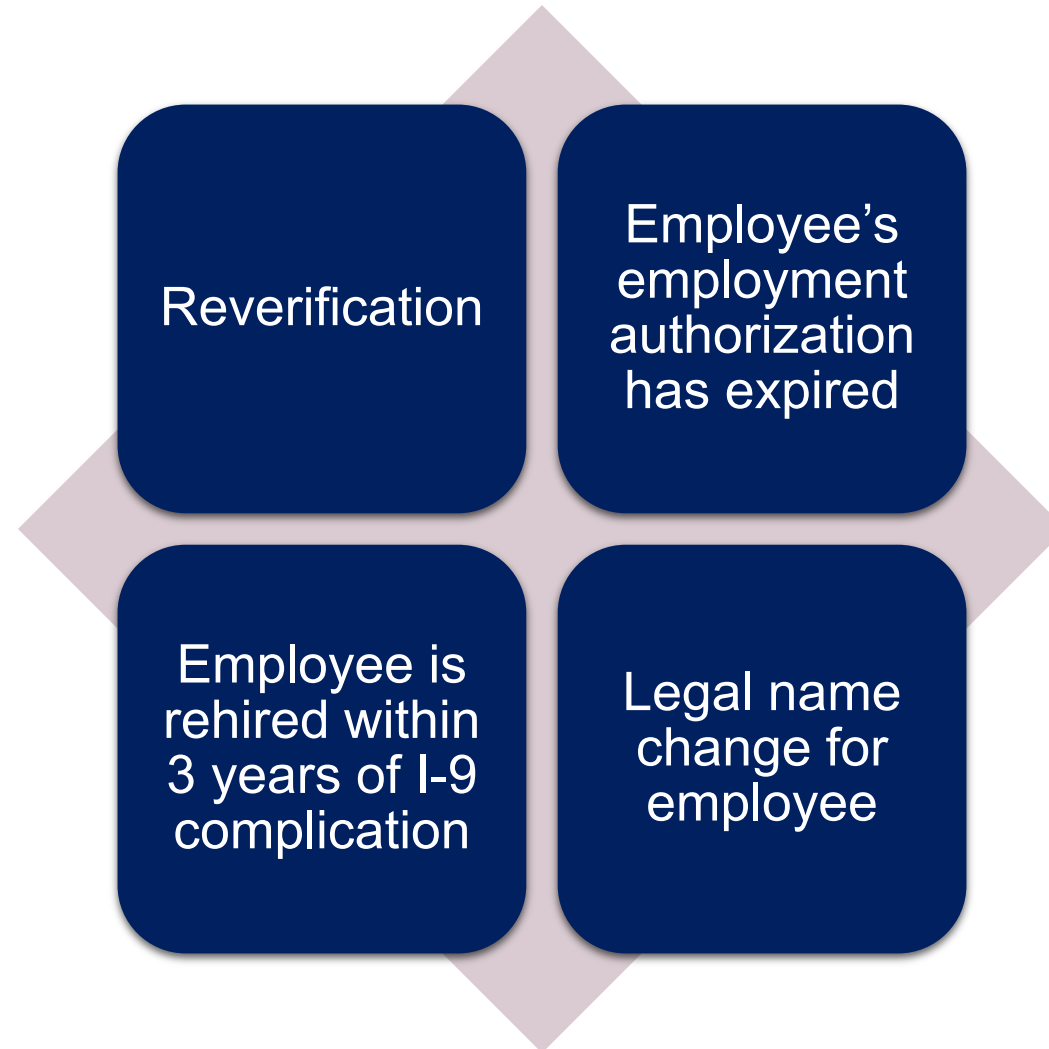 Reverification
Employee’s
employment
authorization
has expired
Employee is
rehired within
3 years of I-9
complication
Legal name
change for
employee